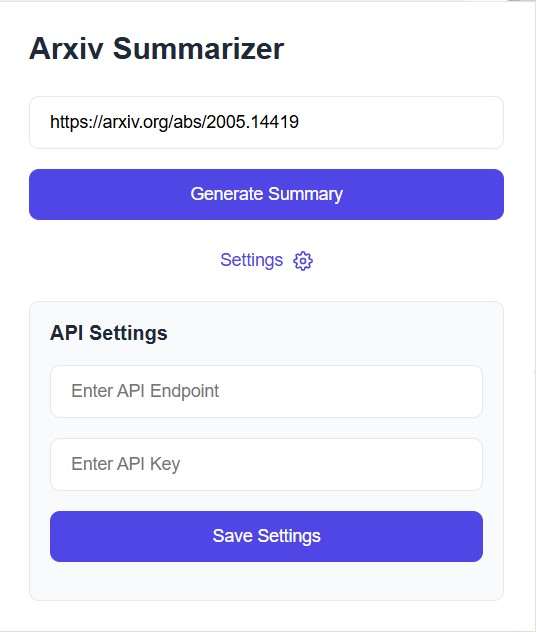 Arxiv Summarizer
https://arxiv.org/abs/2005.14419
Generate Summary
Settings
API Settings
Enter API Endpoint
Enter API Key
Save Settings